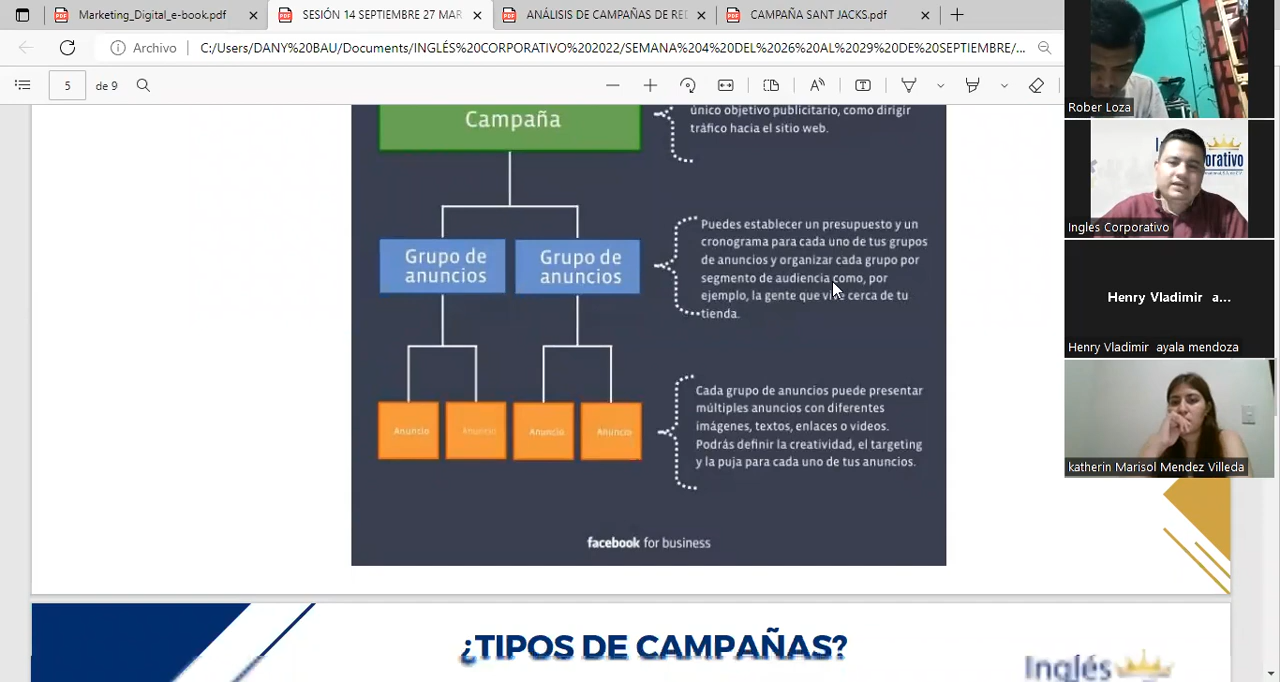 Marketing_Digital_e-book.pdf
SESIÓN 14 SEPTIEMBRE 27 MAR
ANÁLISIS DE CAMPAÑAS DE RED
CAMPAÑA SANT JACKS.pdf
Archivo
C:/Users/DANY%20BAU/Documents/INGLÉS%20CORPORATIVO%202022/SEMANA%204%20DEL%2026%20AL%2029%20DE%20SEPTIEMBRE/...
5
de 9
Campaña
único objetivo publicitario, como dirigir
tráfico hacia el sitio web.
Grupo de
anuncios
Grupo de
anuncios
Puedes establecer un presupuesto y un
cronograma para cada uno de tus grupos
de anuncios y organizar cada grupo por
segmento de audiencia como, por
ejemplo, la gente que vive cerca de tu
tienda.
Anuncio
Anuncio
Anuncio
Anuncio
Cada grupo de anuncios puede presentar
múltiples anuncios con diferentes
imágenes, textos, enlaces o videos.
Podrás definir la creatividad, el targeting
y la puja para cada uno de tus anuncios.
facebook for business
¿TIPOS DE CAMPAÑAS?
Inglés
Rober Loza
orativo
Inglés Corporativo
Henry Vladimir a...
Henry Vladimir ayala mendoza
katherin Marisol Mendez Villeda